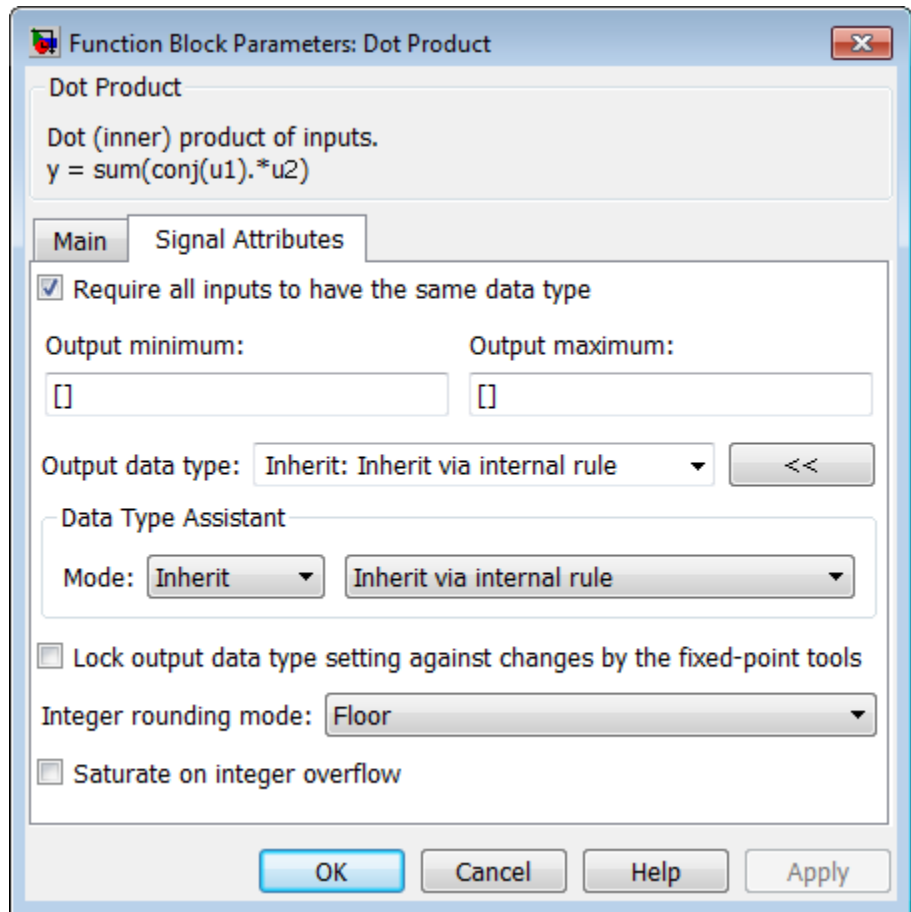 Function Block Parameters: Dot Product
Dot Product
Dot (inner) product of inputs.
y = sum(conj(u1).*u2)
Main Signal Attributes
Require all inputs to have the same data type
Output minimum: Output maximum:
[] []
Output data type: Inherit: Inherit via internal rule <<
Data Type Assistant
Mode: Inherit Inherit via internal rule
Lock output data type setting against changes by the fixed-point tools
Integer rounding mode: Floor
Saturate on integer overflow
OK Cancel Help Apply